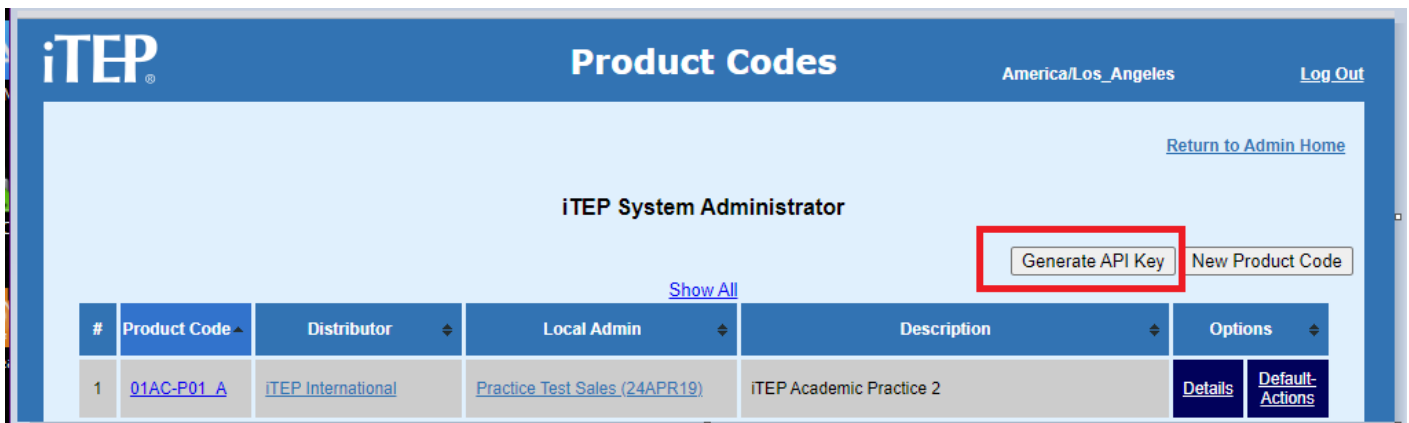 iTEP®
Product Codes
America/Los_Angeles
Log Out
Return to Admin Home
iTEP System Administrator
Generate API Key
New Product Code
Show All
# Product Code Distributor Local Admin Description Options
1 01AC-P01_A iTEP International Practice Test Sales (24APR19) iTEP Academic Practice 2 Details Default-
Actions